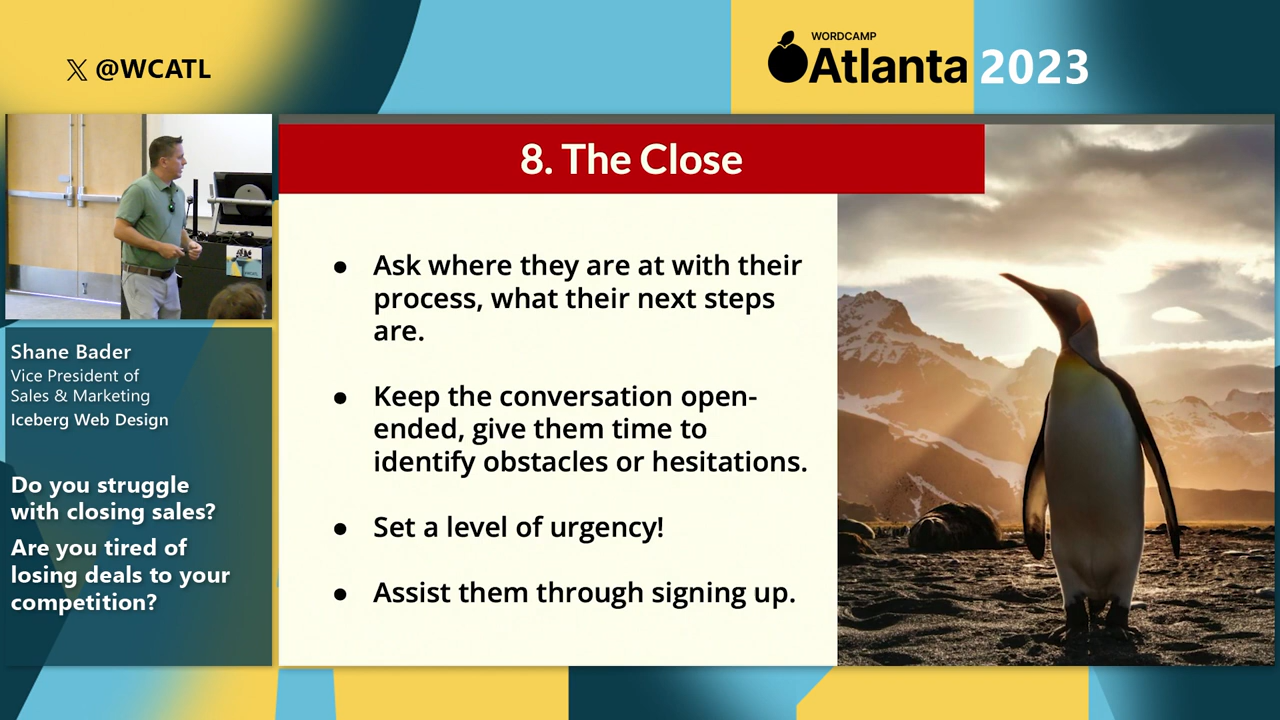 𝕏 @WCATL
WORDCAMP
Atlanta 2023
Shane Bader
Vice President of
Sales & Marketing
Iceberg Web Design
Do you struggle
with closing sales?
Are you tired of
losing deals to your
competition?
8. The Close
● Ask where they are at with their
process, what their next steps
are.
● Keep the conversation open-
ended, give them time to
identify obstacles or hesitations.
● Set a level of urgency!
● Assist them through signing up.